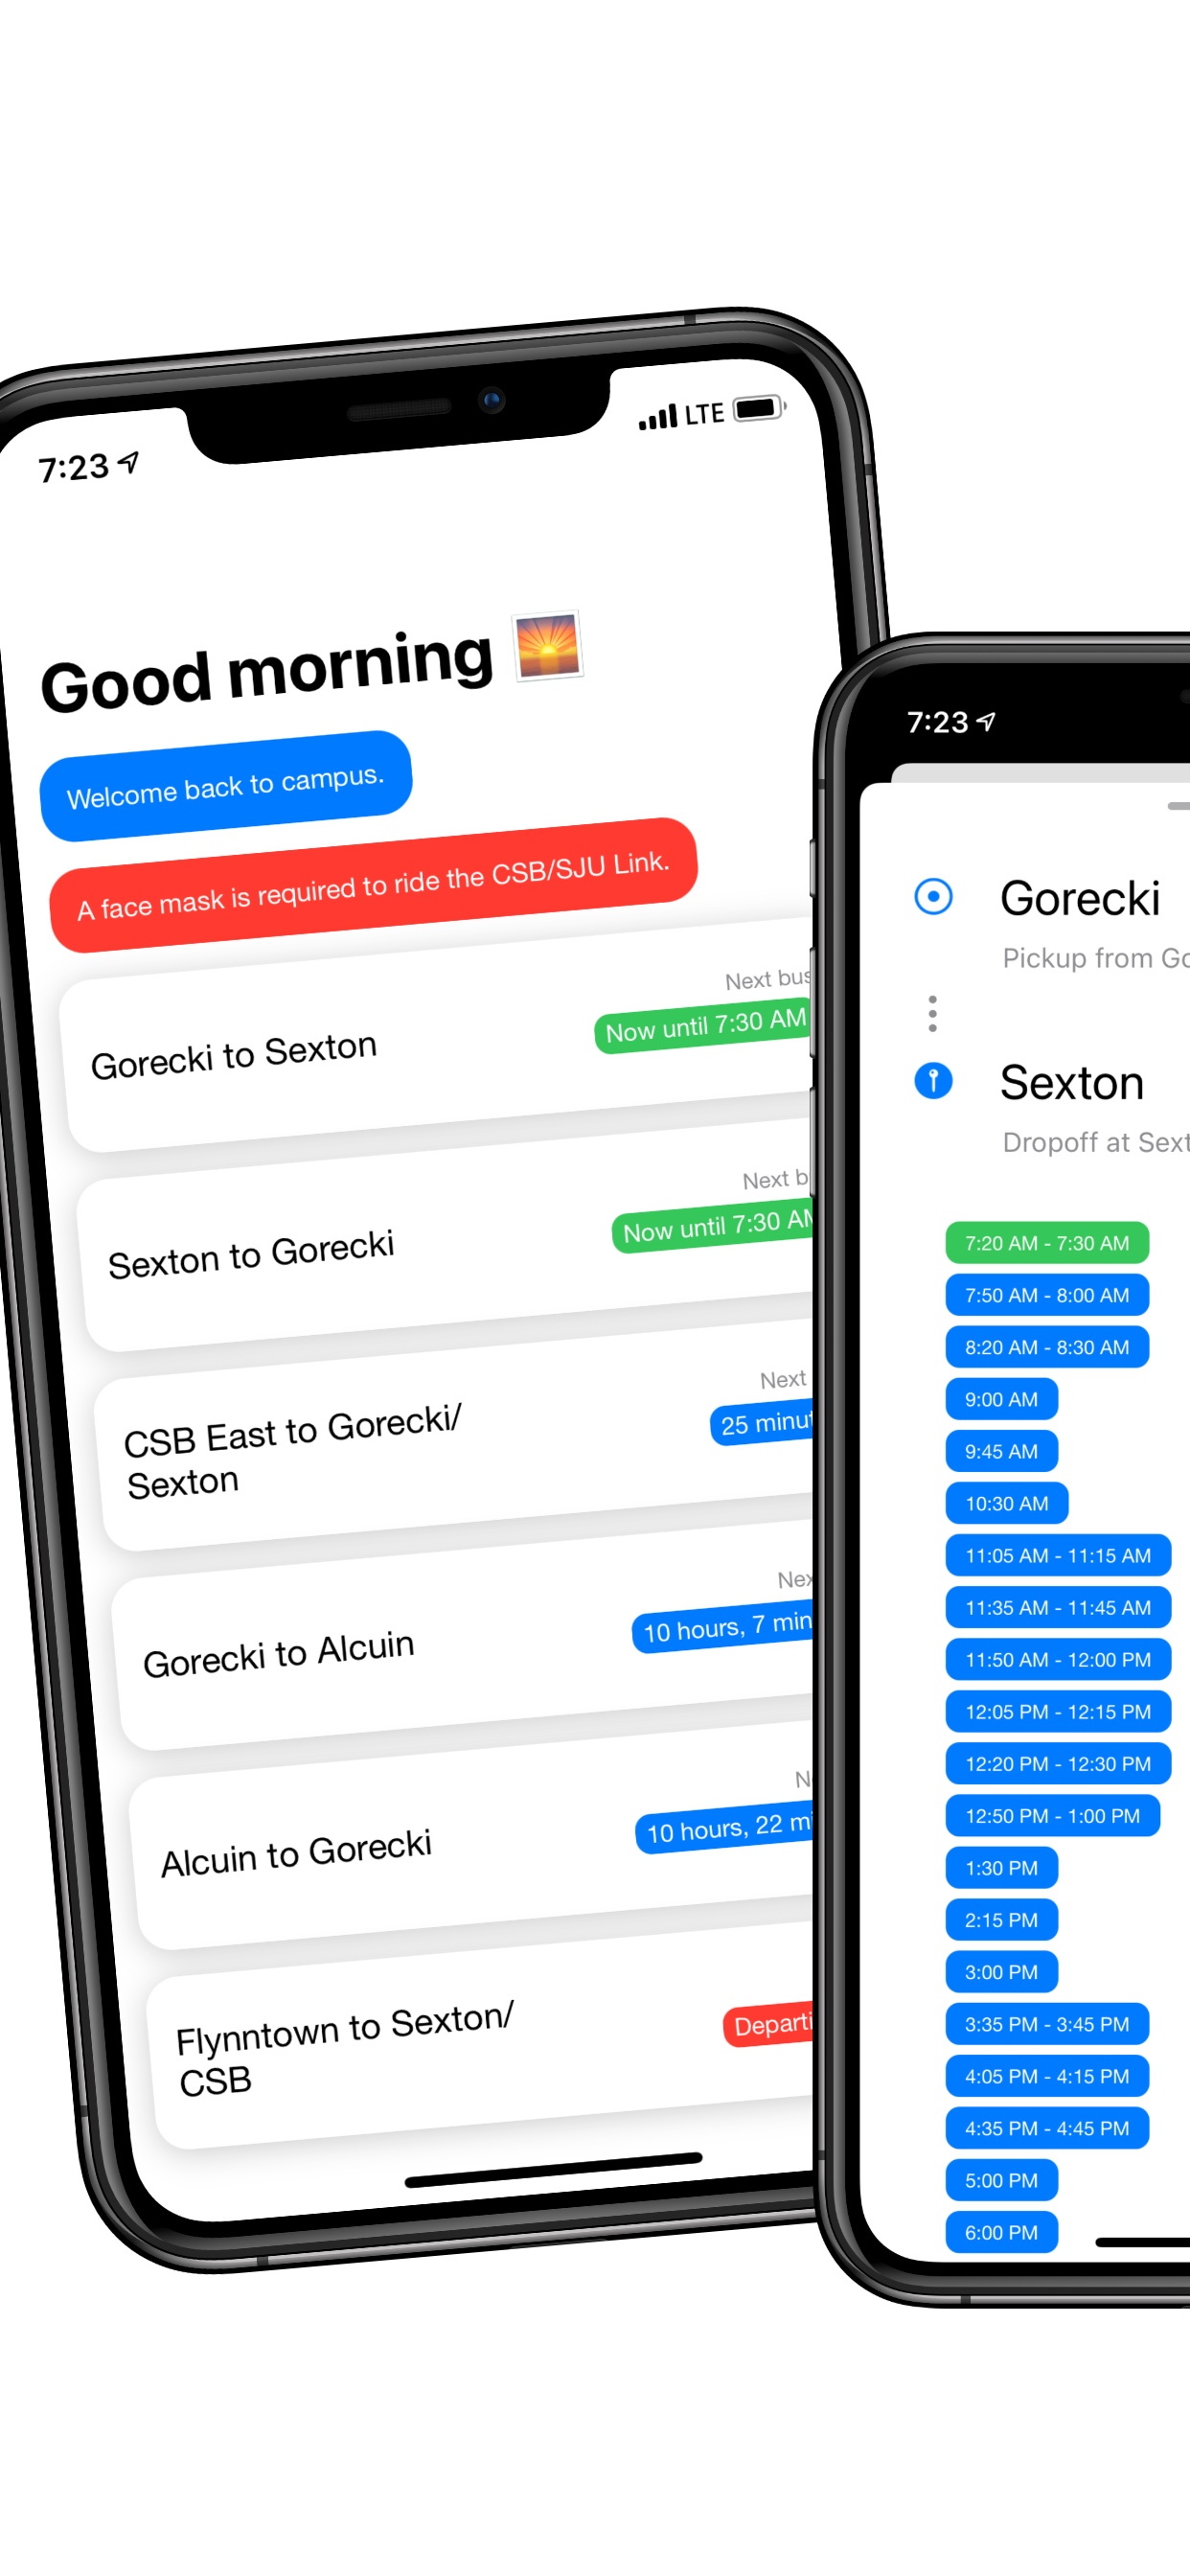 7:23
LTE
Good morning
Welcome back to campus.
A face mask is required to ride the CSB/SJU Link.
Next bus
Gorecki to Sexton
Now until 7:30 AM
Next
Sexton to Gorecki
Now until 7:30 AM
Next
CSB East to Gorecki/
Sexton
25
Gorecki to Alcuin
10 hours, 7
Alcuin to Gorecki
10 hours, 22
Flynntown to Sexton/
CSB
7:23
Gorecki
Pickup from
Sexton
Dropoff at
7:20 AM - 7:30 AM
7:50 AM - 8:00 AM
8:20 AM - 8:30 AM
9:00 AM
9:45 AM
10:30 AM
11:05 AM - 11:15 AM
11:35 AM - 11:45 AM
11:50 AM - 12:00 PM
12:05 PM - 12:15 PM
12:20 PM - 12:30 PM
12:50 PM - 1:00 PM
1:30 PM
2:15 PM
3:00 PM
3:35 PM - 3:45 PM
4:05 PM - 4:15 PM
4:35 PM - 4:45 PM
5:00 PM
6:00 PM